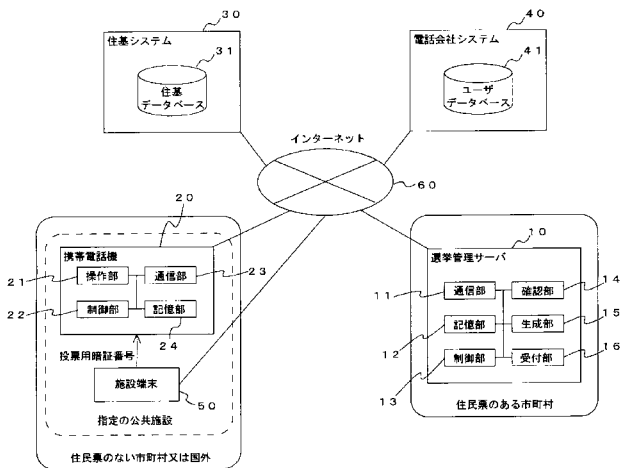 ３０
住基システム
３１
住基
データベース
４０
電話会社システム
４１
ユーザ
データベース
インターネット
６０
２０
携帯電話機
２１
操作部
通信部
２３
２２
制御部
記憶部
２４
投票用暗証番号
施設端末
５０
指定の公共施設
住民票のない市町村又は国外
１０
選挙管理サーバ
１１
通信部
確認部
１４
１２
記憶部
生成部
１５
１３
制御部
受付部
１６
住民票のある市町村